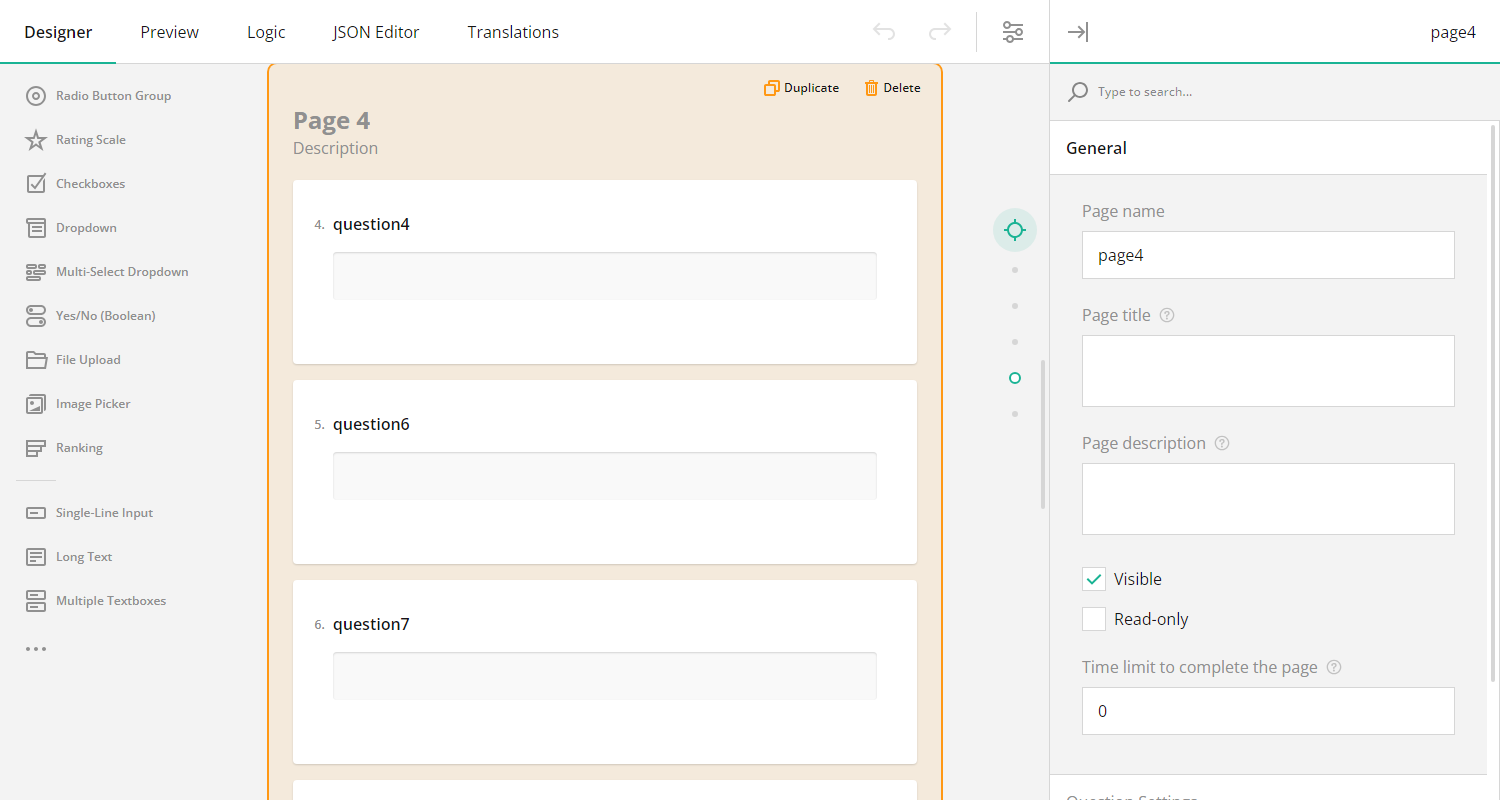 Designer
Preview
Logic
JSON Editor
Translations
page4
Radio Button Group
Rating Scale
Checkboxes
Dropdown
Multi-Select Dropdown
Yes/No (Boolean)
File Upload
Image Picker
Ranking
Single-Line Input
Long Text
Multiple Textboxes
Duplicate
Delete
Page 4
Description
4. question4
5. question6
6. question7
Type to search...
General
Page name
page4
Page title
Page description
Visible
Read-only
Time limit to complete the page
0
Question Settings